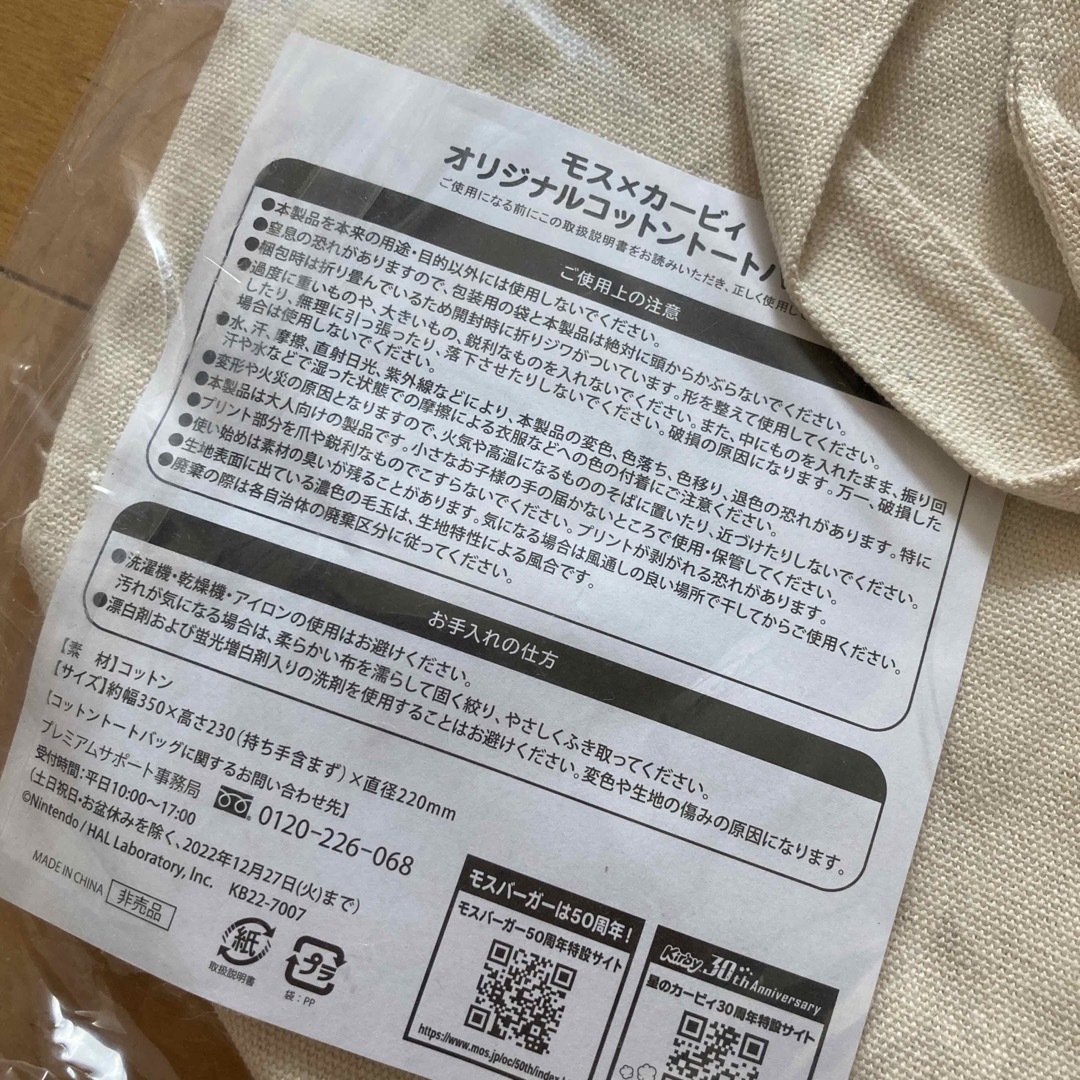 モス×カービィ
オリジナルコットントートバ
ご使用になる前にこの取扱説明書をお読みいただき、正しく使用し
ご使用上の注意
●本製品を本来の用途・目的以外には使用しないでください。
●窒息の恐れがありますので、包装用の袋と本製品は絶対に頭からかぶらないでください。
●梱包時は折り畳んでいるため開封時に折りジワがついています。形を整えて使用してください。
●過度に重いものや、大きいもの、鋭利なものを入れないでください。また、中にものを入れたまま、振り回
したり、無理に引っ張ったり、落下させたりしないでください。破損の原因になります。万一、破損した
場合は使用しないでください。
●水、汗、摩擦、直射日光、紫外線などにより、本製品の変色、色落ち、色移り、退色の恐れがあります。特に
汗や水などで湿った状態での摩擦による衣服などへの色の付着にご注意ください。
●変形や火災の原因となりますので、火気や高温になるもののそばに置いたり、近づけたりしないでください。
●本製品は大人向けの製品です。小さなお子様の手の届かないところで使用・保管してください。
●プリント部分を爪や鋭利なものでこすらないでください。プリントが剥がれる恐れがあります。
●使い始めは素材の臭いが残ることがあります。気になる場合は風通しの良い場所で干してからご使用ください。
●生地表面に出ている濃色の毛玉は、生地特性による風合です。
●廃棄の際は各自治体の廃棄区分に従ってください。
お手入れの仕方
●洗濯機・乾燥機・アイロンの使用はお避けください。
汚れが気になる場合は、柔らかい布を濡らして固く絞り、やさしくふき取ってください。
●漂白剤および蛍光増白剤入りの洗剤を使用することはお避けください。変色や生地の傷みの原因になります。
【素 材】コットン
【サイズ】約幅350×高さ230(持ち手含まず)×直径220mm
【コットントートバッグに関するお問い合わせ先】
プレミアムサポート事務局 0120-226-068
受付時間:平日10:00〜17:00
(土日祝日・お盆休みを除く、2022年12月27日(火)まで)
©Nintendo / HAL Laboratory, Inc. KB22-7007
MADE IN CHINA 非売品
紙
取扱説明書
プラ
袋:PP
モスバーガーは50周年!
モスバーガー50周年特設サイト
https://www.mos.jp/oc/50th/index.
Kirby 30th Anniversary
星のカービィ30周年特設サイト